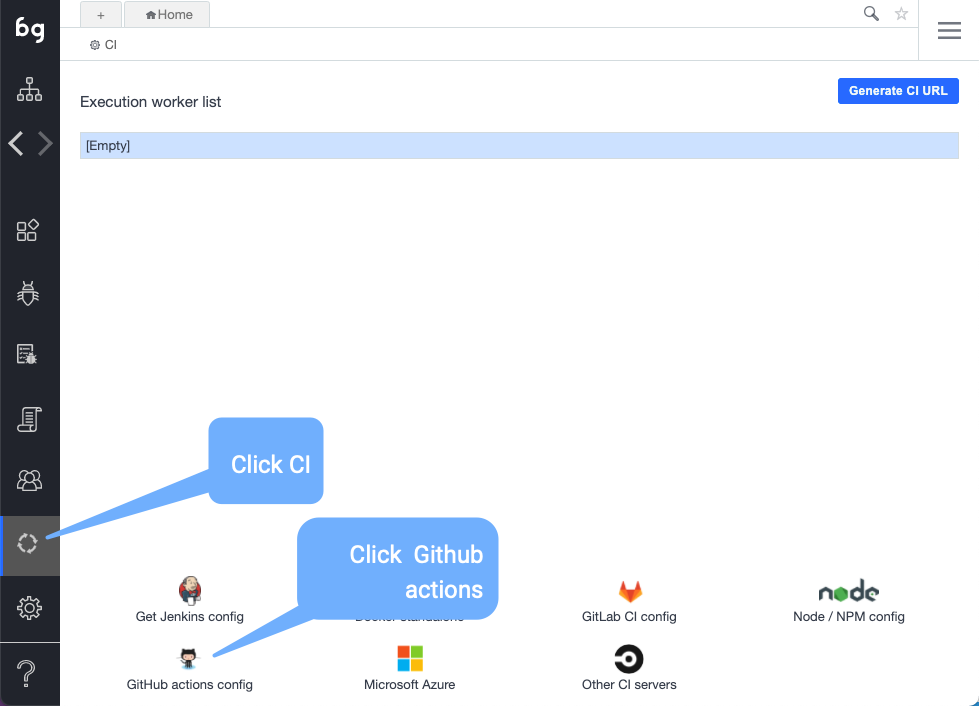 bg
+
Home
CI
Generate CI URL
Execution worker list
[Empty]
Click CI
Click Github
actions
Get Jenkins config
GitLab CI config
node
Node / NPM config
GitHub actions config
Microsoft Azure
Other CI servers